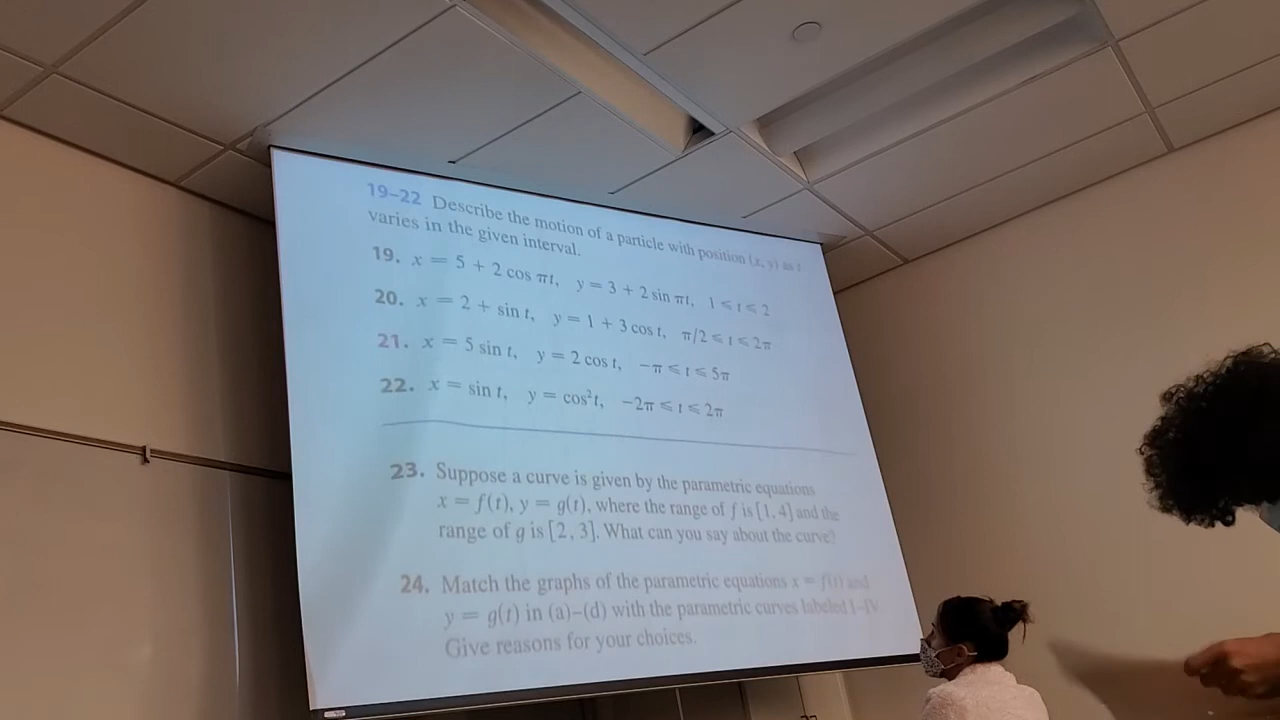 19–22 Describe the motion of a particle with position (x, y) as t
varies in the given interval.
19. x = 5 + 2 cos πt, y = 3 + 2 sin πt, 1 ≤ t ≤ 2
20. x = 2 + sin t, y = 1 + 3 cos t, π/2 ≤ t ≤ 2π
21. x = 5 sin t, y = 2 cos t, −π ≤ t ≤ 5π
22. x = sin t, y = cos²t, −2π ≤ t ≤ 2π
23. Suppose a curve is given by the parametric equations
x = f(t), y = g(t), where the range of f is [1, 4] and the
range of g is [2, 3]. What can you say about the curve?
24. Match the graphs of the parametric equations x = f(t) and
y = g(t) in (a)–(d) with the parametric curves labeled I–IV.
Give reasons for your choices.